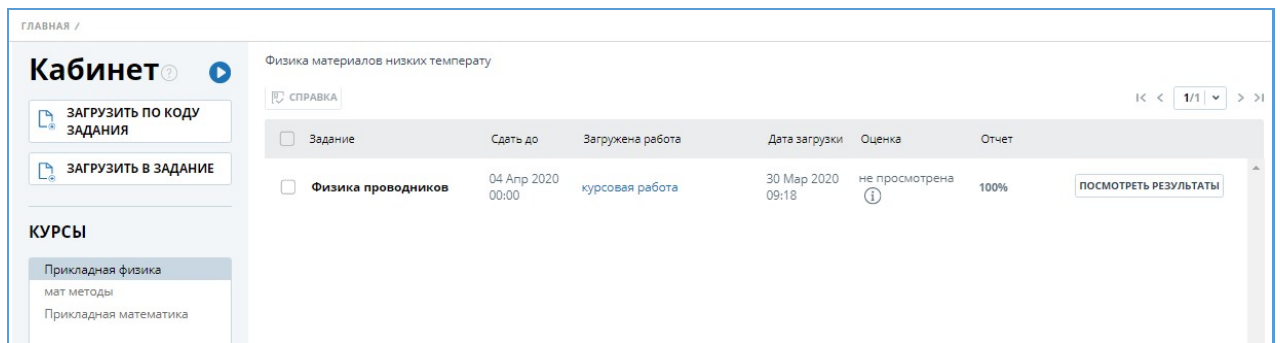 ГЛАВНАЯ /
Кабинет
ЗАГРУЗИТЬ ПО КОДУ
ЗАДАНИЯ
ЗАГРУЗИТЬ В ЗАДАНИЕ
КУРСЫ
Прикладная физика
мат методы
Прикладная математика
Физика материалов низких температу
СПРАВКА
1/1
Задание Сдать до Загружена работа Дата загрузки Оценка Отчет
Физика проводников 04 Апр 2020 курсовая работа 30 Мар 2020 не просмотрена 100% ПОСМОТРЕТЬ РЕЗУЛЬТАТЫ
00:00 09:18